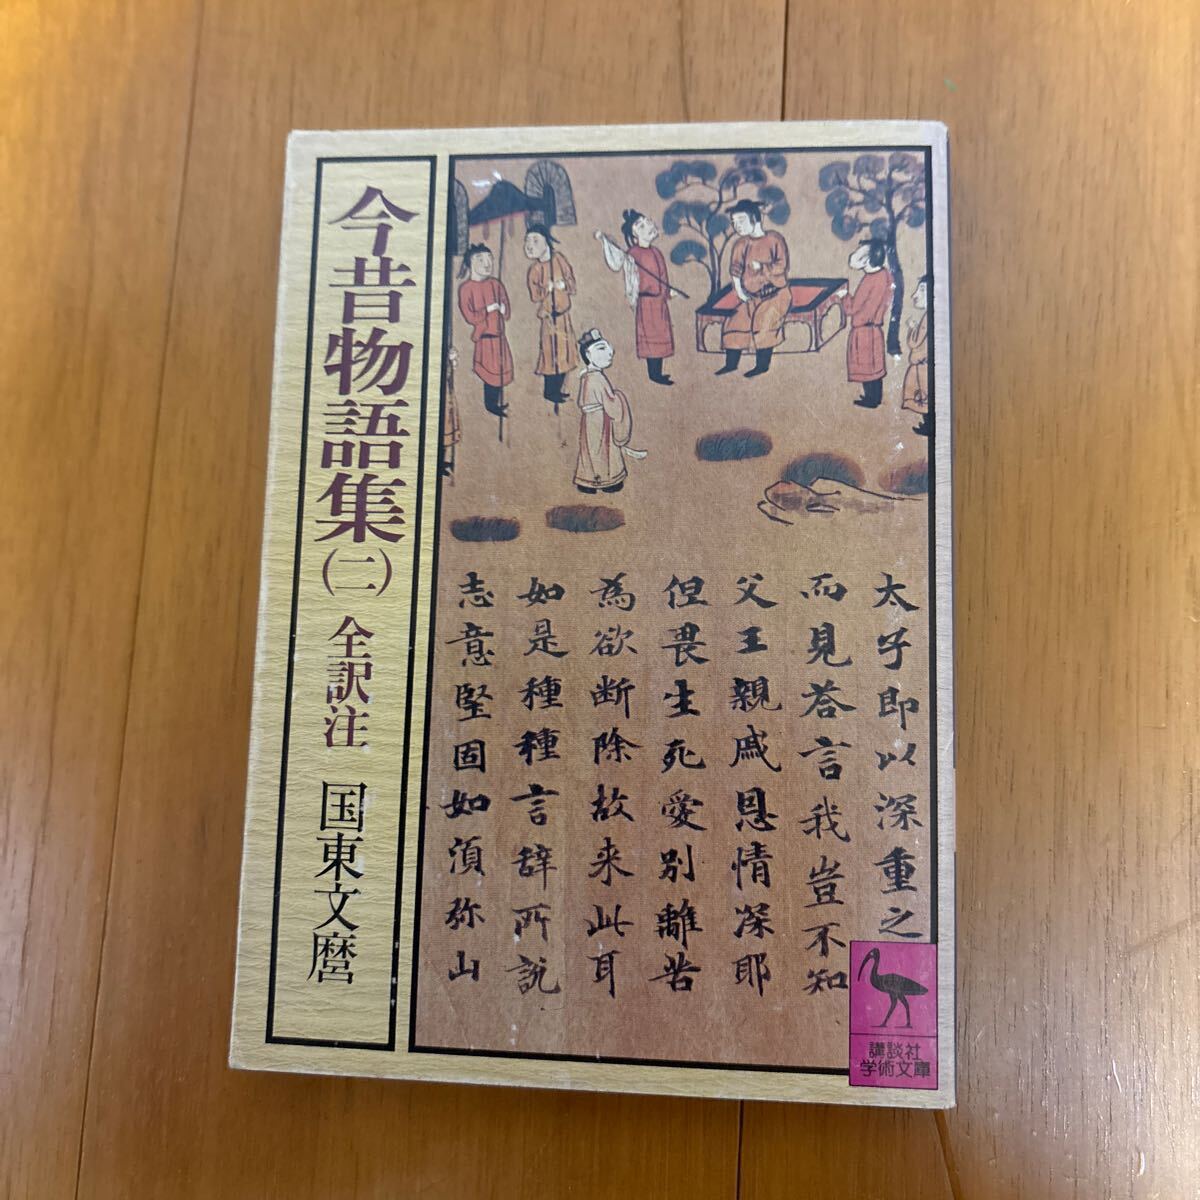 今昔物語集(二) 全訳注 国東文麿
太子即以深重之
而見答言我豈不知
父王親戚恩情深耶
但畏生死愛別離苦
為欲断除故来此耳
如是種種言辞所説
志意堅固如須弥山
講談社
学術文庫